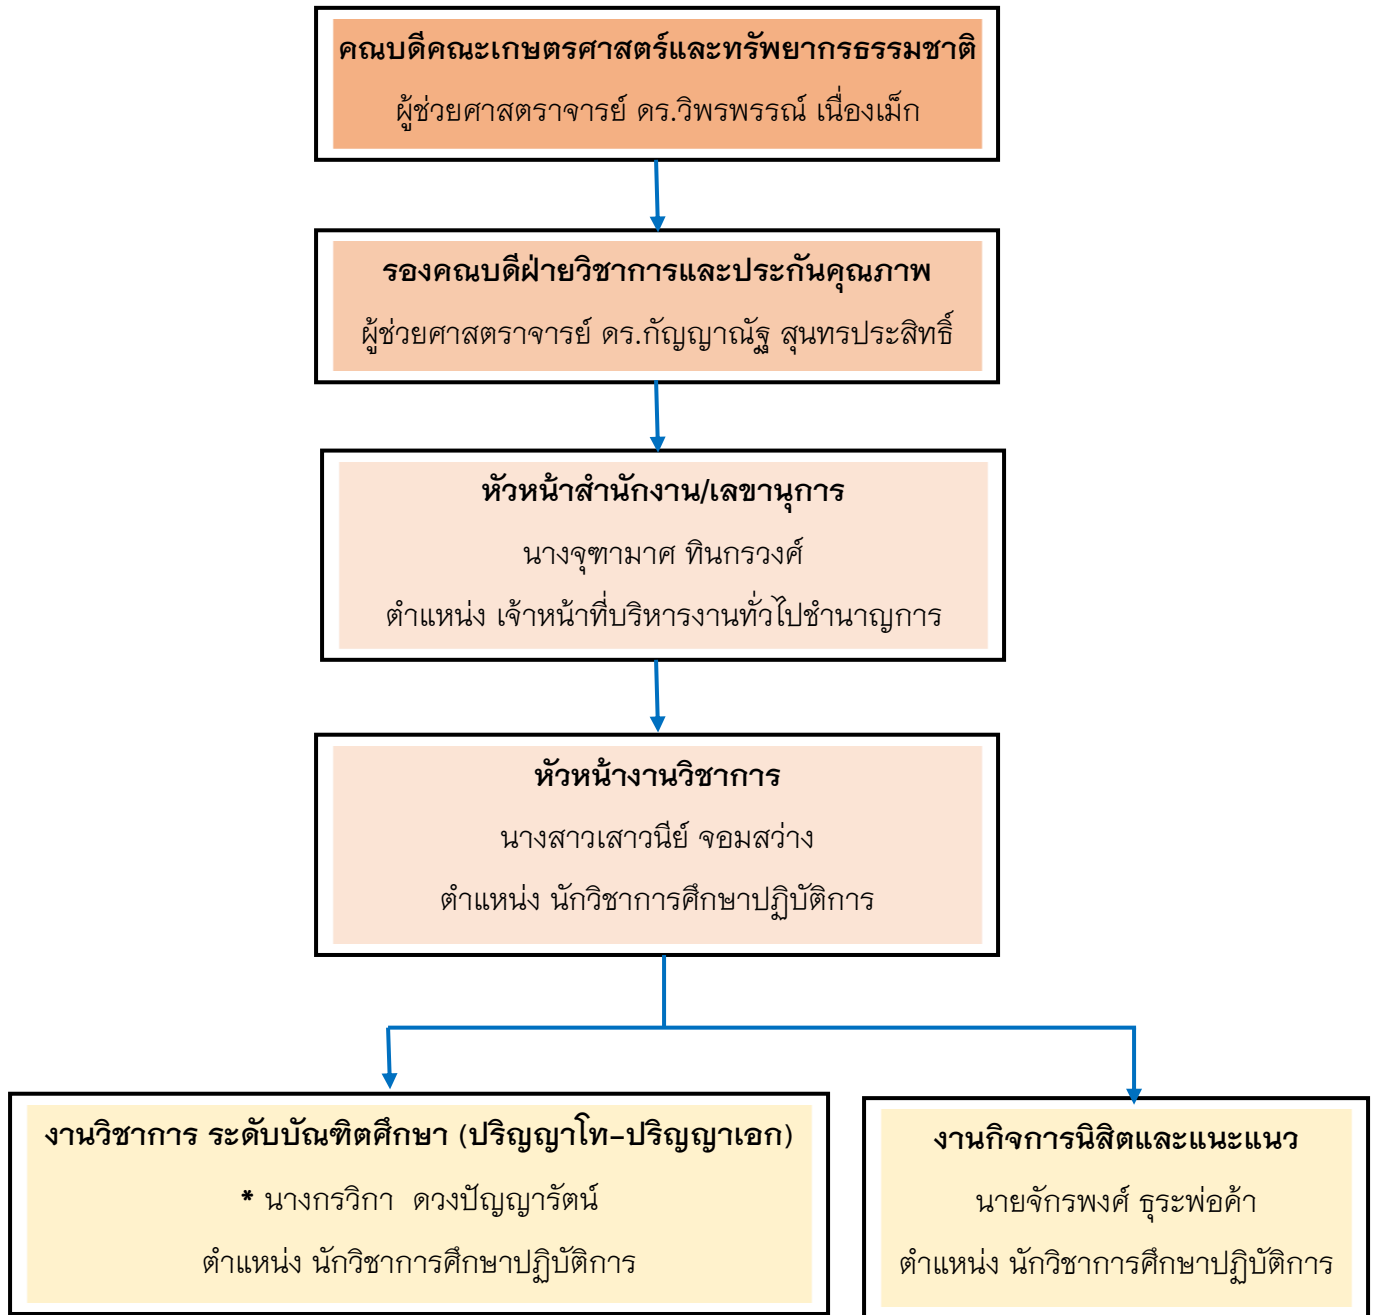 คณบดีคณะเกษตรศาสตร์และทรัพยากรธรรมชาติ
ผู้ช่วยศาสตราจารย์ ดร.วิพรพรรณ์ เนื่องเม็ก
รองคณบดีฝ่ายวิชาการและประกันคุณภาพ
ผู้ช่วยศาสตราจารย์ ดร.กัญญาณัฐ สุนทรประสิทธิ์
หัวหน้าสำนักงาน/เลขานุการ
นางจุฑามาศ ทินกรวงศ์
ตำแหน่ง เจ้าหน้าที่บริหารงานทั่วไปชำนาญการ
หัวหน้างานวิชาการ
นางสาวเสาวนีย์ จอมสว่าง
ตำแหน่ง นักวิชาการศึกษาปฏิบัติการ
งานวิชาการ ระดับบัณฑิตศึกษา (ปริญญาโท-ปริญญาเอก)
* นางกรวิกา ดวงปัญญารัตน์
ตำแหน่ง นักวิชาการศึกษาปฏิบัติการ
งานกิจการนิสิตและแนะแนว
นายจักรพงศ์ ธุระพ่อค้า
ตำแหน่ง นักวิชาการศึกษาปฏิบัติการ